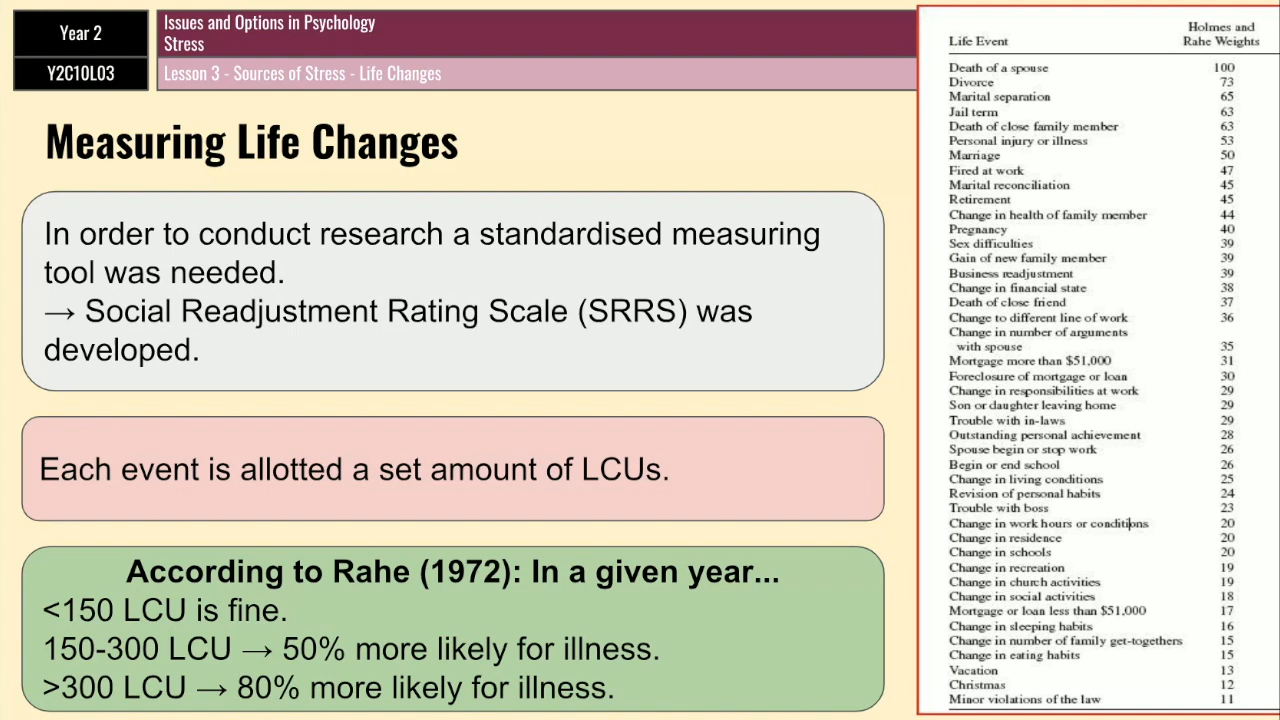 Year 2
Issues and Options in Psychology
Stress
Y2C10L03
Lesson 3 - Sources of Stress - Life Changes
Measuring Life Changes
In order to conduct research a standardised measuring
tool was needed.
→ Social Readjustment Rating Scale (SRRS) was
developed.
Each event is allotted a set amount of LCUs.
According to Rahe (1972): In a given year...
<150 LCU is fine.
150-300 LCU → 50% more likely for illness.
>300 LCU → 80% more likely for illness.
Holmes and
Life Event Rahe Weights
Death of a spouse 100
Divorce 73
Marital separation 65
Jail term 63
Death of close family member 63
Personal injury or illness 53
Marriage 50
Fired at work 47
Marital reconciliation 45
Retirement 45
Change in health of family member 44
Pregnancy 40
Sex difficulties 39
Gain of new family member 39
Business readjustment 39
Change in financial state 38
Death of close friend 37
Change to different line of work 36
Change in number of arguments
with spouse 35
Mortgage more than $51,000 31
Foreclosure of mortgage or loan 30
Change in responsibilities at work 29
Son or daughter leaving home 29
Trouble with in-laws 29
Outstanding personal achievement 28
Spouse begin or stop work 26
Begin or end school 26
Change in living conditions 25
Revision of personal habits 24
Trouble with boss 23
Change in work hours or conditions 20
Change in residence 20
Change in schools 20
Change in recreation 19
Change in church activities 19
Change in social activities 18
Mortgage or loan less than $51,000 17
Change in sleeping habits 16
Change in number of family get-togethers 15
Change in eating habits 15
Vacation 13
Christmas 12
Minor violations of the law 11